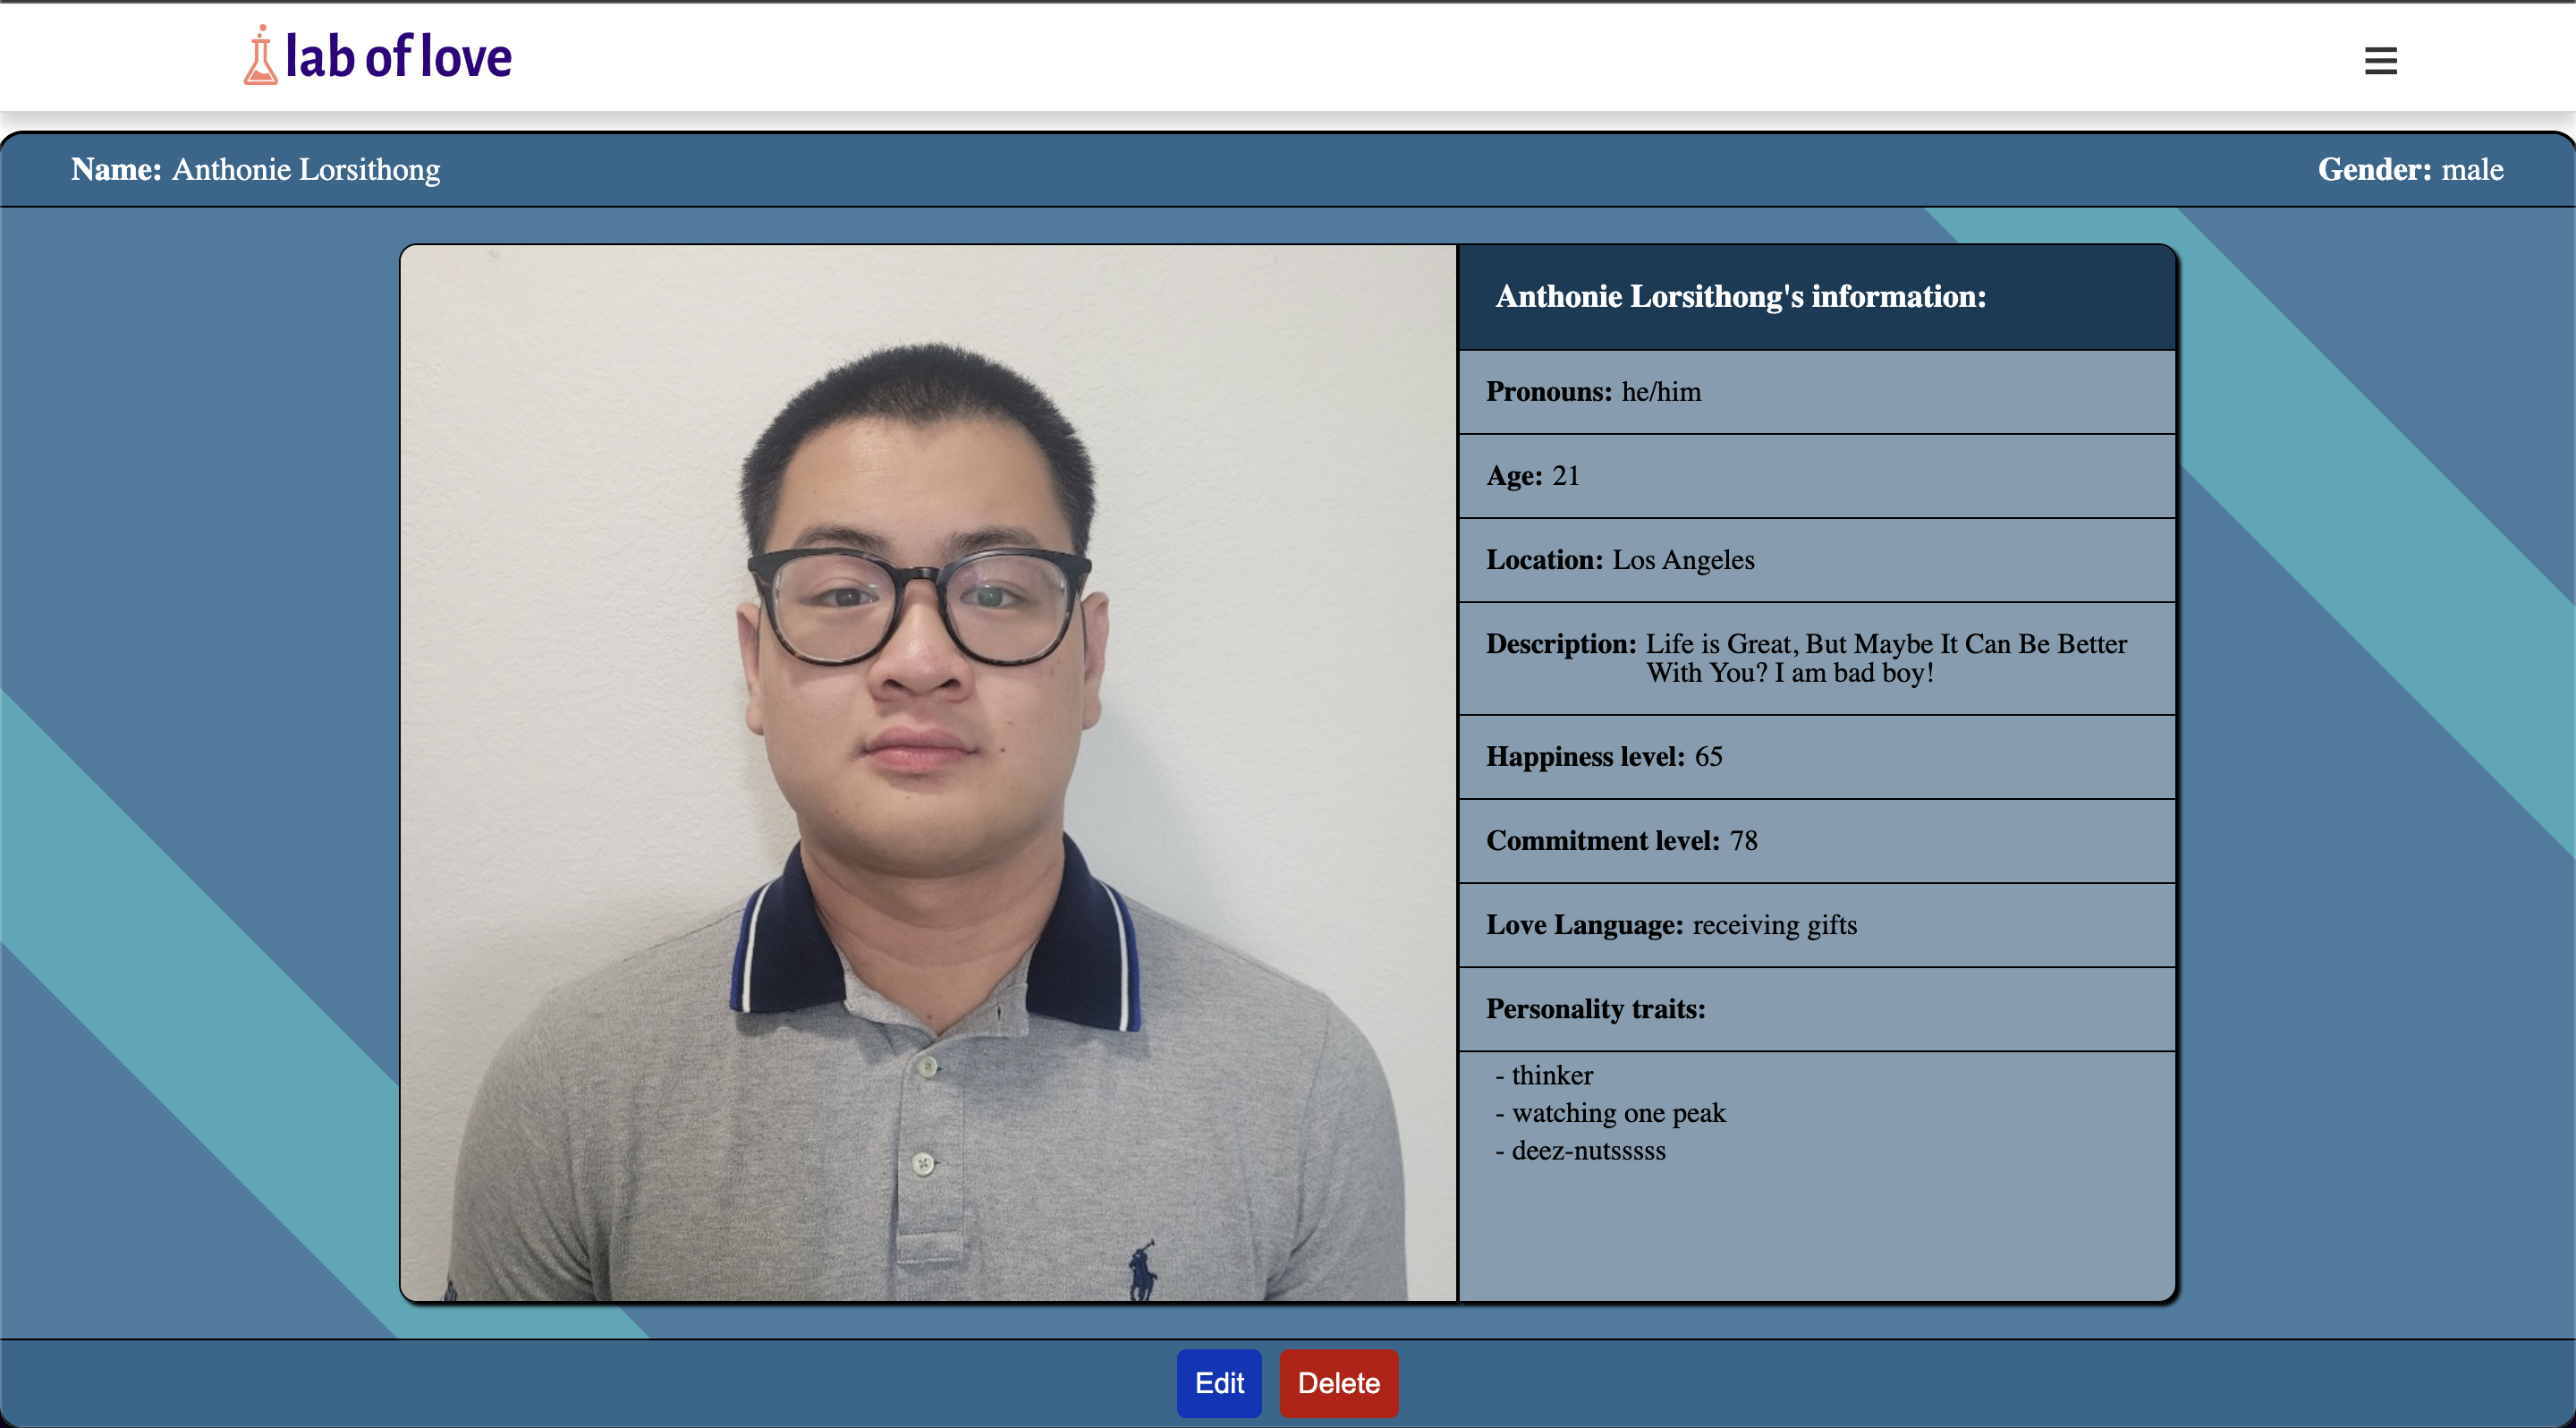 lab of love
Name: Anthonie Lorsithong
Gender: male
Anthonie Lorsithong's information:
Pronouns: he/him
Age: 21
Location: Los Angeles
Description: Life is Great, But Maybe It Can Be Better
With You? I am bad boy!
Happiness level: 65
Commitment level: 78
Love Language: receiving gifts
Personality traits:
- thinker
- watching one peak
- deez-nutsssss
Edit
Delete